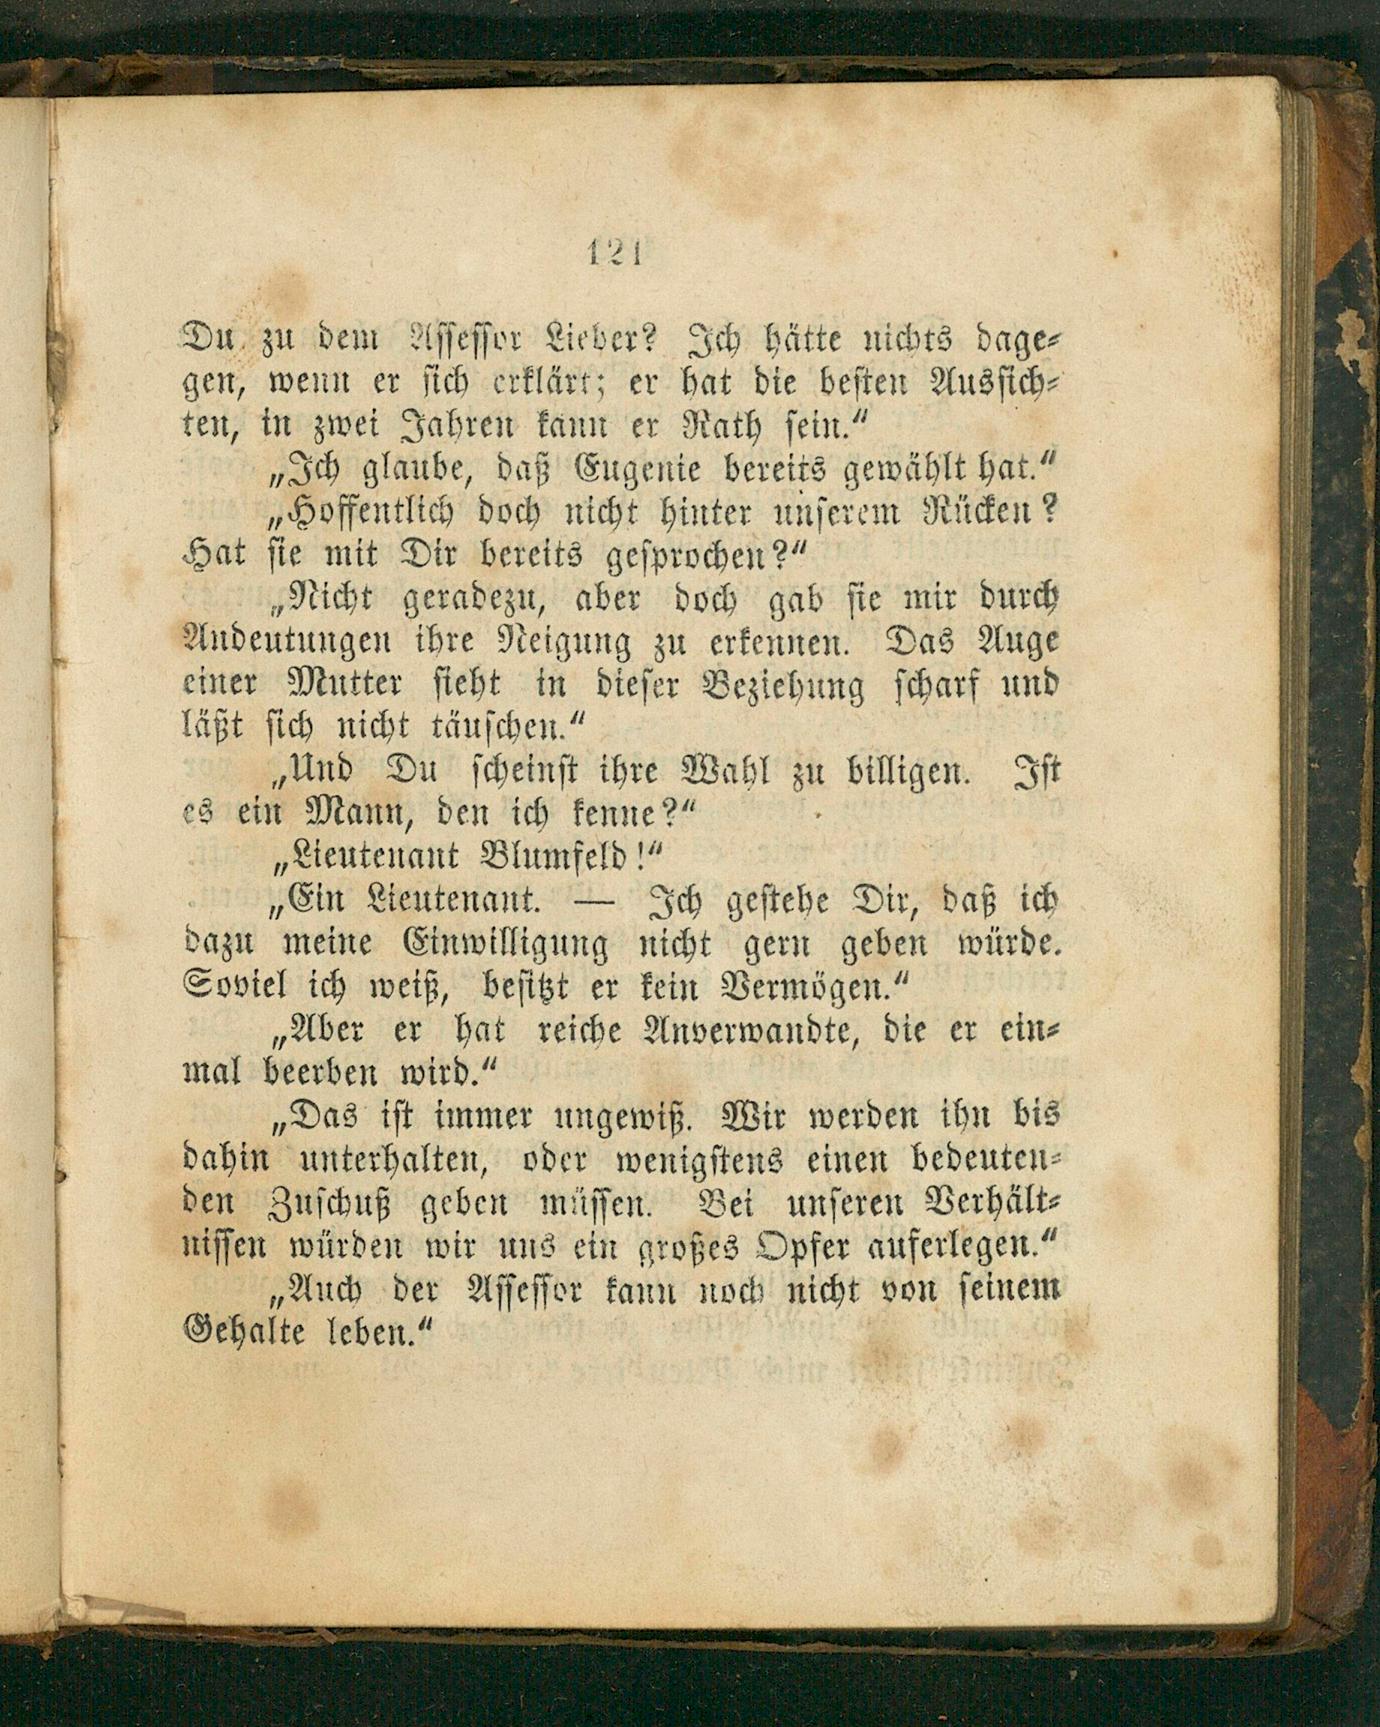 121
Du zu dem Assessor Lieber? Ich hätte nichts dage-
gen, wenn er sich erklärt; er hat die besten Aussich-
ten, in zwei Jahren kann er Rath sein.“
„Ich glaube, daß Eugenie bereits gewählt hat.“
„Hoffentlich doch nicht hinter unserem Rücken?
Hat sie mit Dir bereits gesprochen?“
„Nicht geradezu, aber doch gab sie mir durch
Andeutungen ihre Neigung zu erkennen. Das Auge
einer Mutter sieht in dieser Beziehung scharf und
läßt sich nicht täuschen.“
„Und Du scheinst ihre Wahl zu billigen. Ist
es ein Mann, den ich kenne?“
„Lieutenant Blumfeld!“
„Ein Lieutenant. — Ich gestehe Dir, daß ich
dazu meine Einwilligung nicht gern geben würde.
Soviel ich weiß, besitzt er kein Vermögen.“
„Aber er hat reiche Anverwandte, die er ein-
mal beerben wird.“
„Das ist immer ungewiß. Wir werden ihn bis
dahin unterhalten, oder wenigstens einen bedeuten-
den Zuschuß geben müssen. Bei unseren Verhält-
nissen würden wir uns ein großes Opfer auferlegen.“
„Auch der Assessor kann noch nicht von seinem
Gehalte leben.“